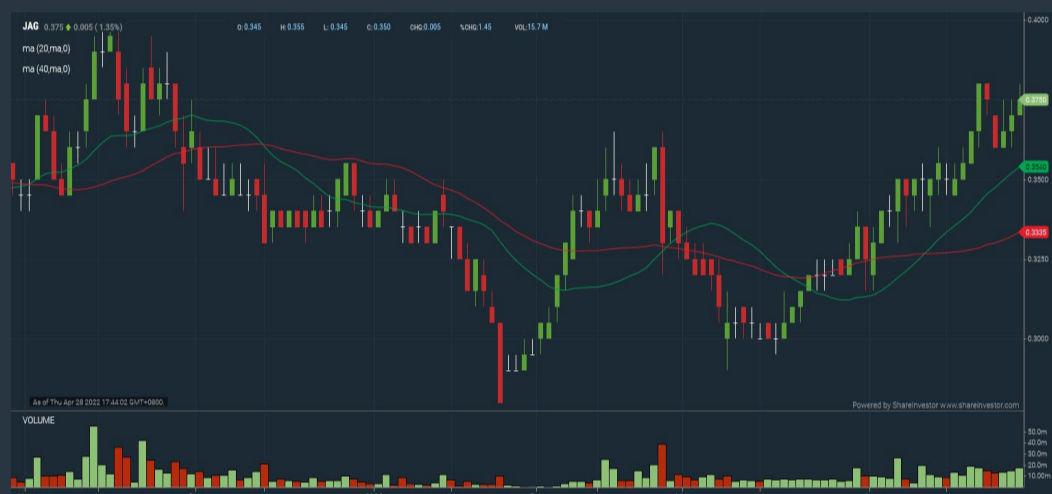 JAG 0.375 0.005 ( 1.35%) O: 0.345 H: 0.355 L: 0.345 C: 0.350 CHG:0.005 %CHG:1.45 VOL:15.7 M
ma (20,ma,0)
ma (40,ma,0)
0.4000
0.3750
0.3540
0.3500
0.3335
0.3250
0.3000
As of Thu Apr 28 2022 17:44:02 GMT+0800.
Powered by ShareInvestor www.shareinvestor.com
VOLUME
50.0m
40.0m
30.0m
20.0m
10.00m